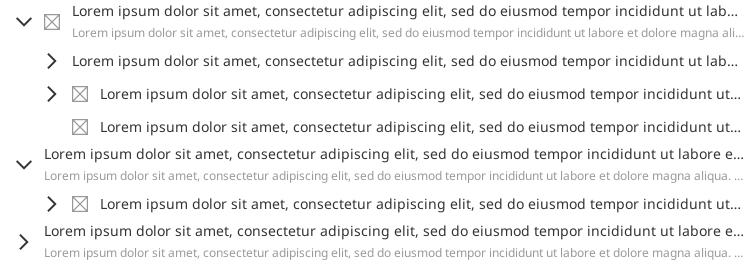 Lorem ipsum dolor sit amet, consectetur adipiscing elit, sed do eiusmod tempor incididunt ut lab...
Lorem ipsum dolor sit amet, consectetur adipiscing elit, sed do eiusmod tempor incididunt ut labore et dolore magna ali...
Lorem ipsum dolor sit amet, consectetur adipiscing elit, sed do eiusmod tempor incididunt ut lab...
Lorem ipsum dolor sit amet, consectetur adipiscing elit, sed do eiusmod tempor incididunt ut...
Lorem ipsum dolor sit amet, consectetur adipiscing elit, sed do eiusmod tempor incididunt ut...
Lorem ipsum dolor sit amet, consectetur adipiscing elit, sed do eiusmod tempor incididunt ut labore e...
Lorem ipsum dolor sit amet, consectetur adipiscing elit, sed do eiusmod tempor incididunt ut labore et dolore magna aliqua. ...
Lorem ipsum dolor sit amet, consectetur adipiscing elit, sed do eiusmod tempor incididunt ut...
Lorem ipsum dolor sit amet, consectetur adipiscing elit, sed do eiusmod tempor incididunt ut labore e...
Lorem ipsum dolor sit amet, consectetur adipiscing elit, sed do eiusmod tempor incididunt ut labore et dolore magna aliqua. ...